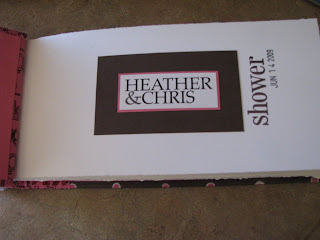 HEATHER
&CHRIS
shower
JUN 14 2009